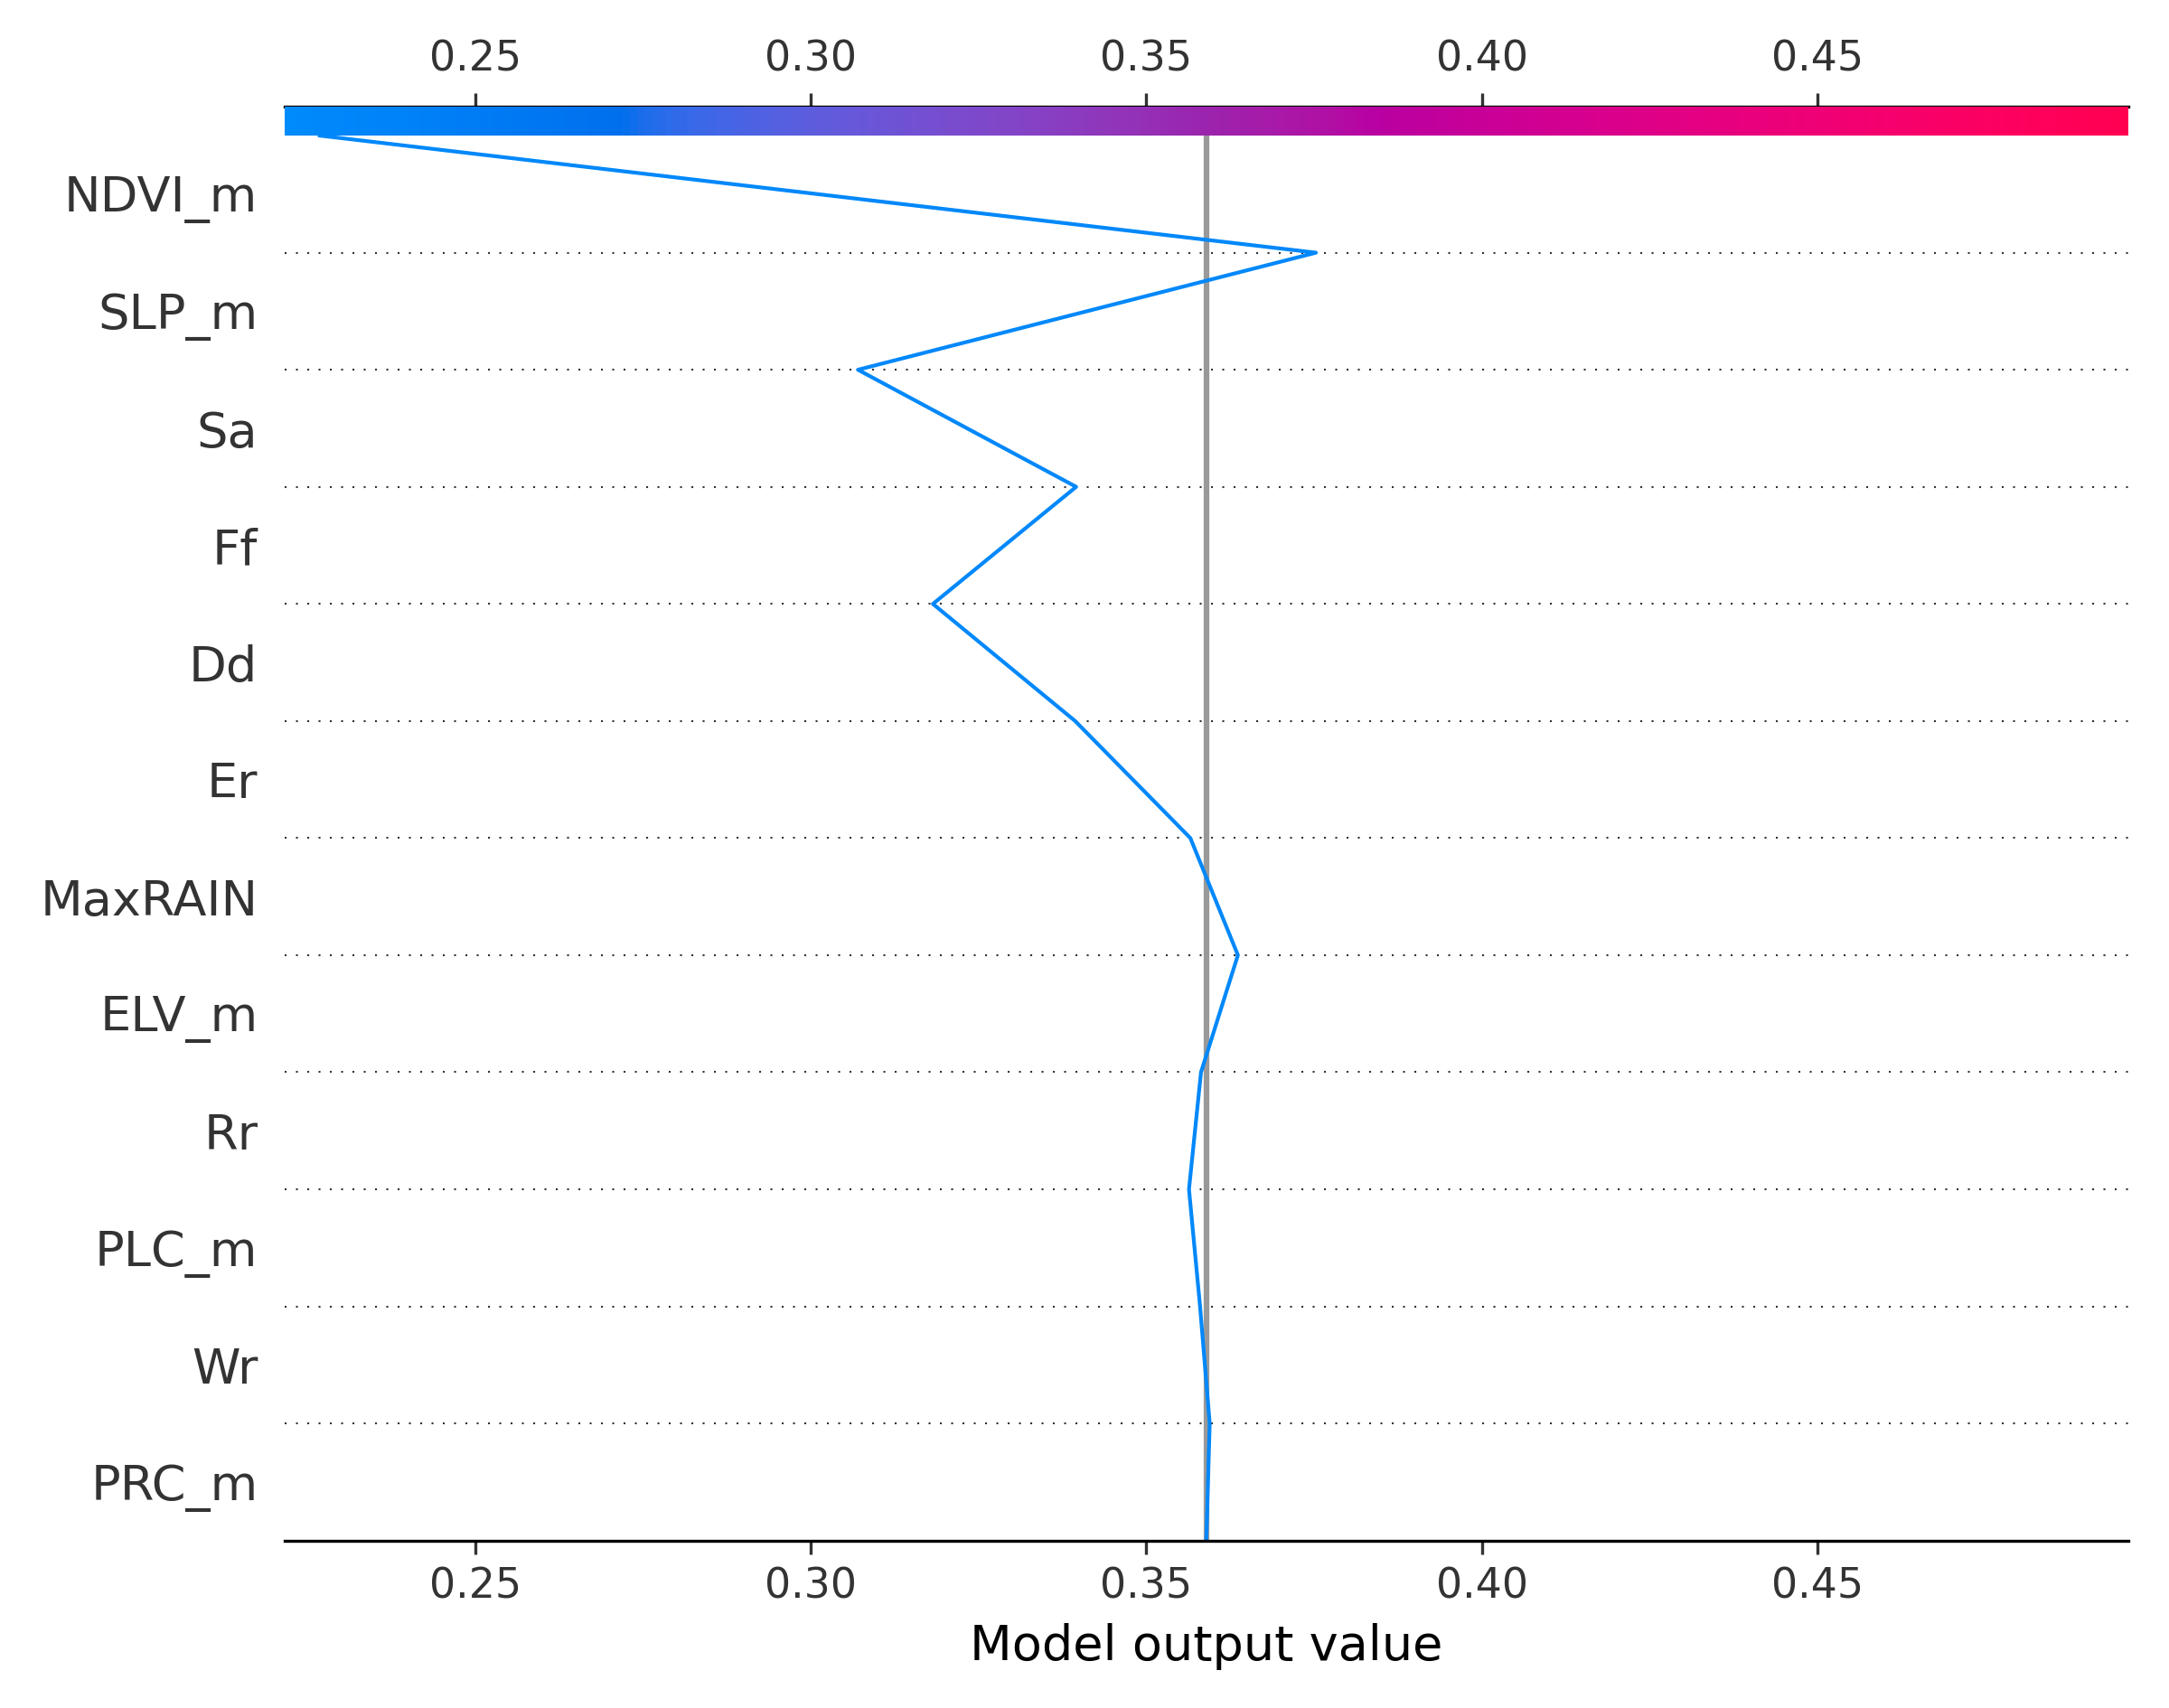 0.25 0.30 0.35 0.40 0.45
NDVI_m
SLP_m
Sa
Ff
Dd
Er
MaxRAIN
ELV_m
Rr
PLC_m
Wr
PRC_m
0.25 0.30 0.35 0.40 0.45
Model output value